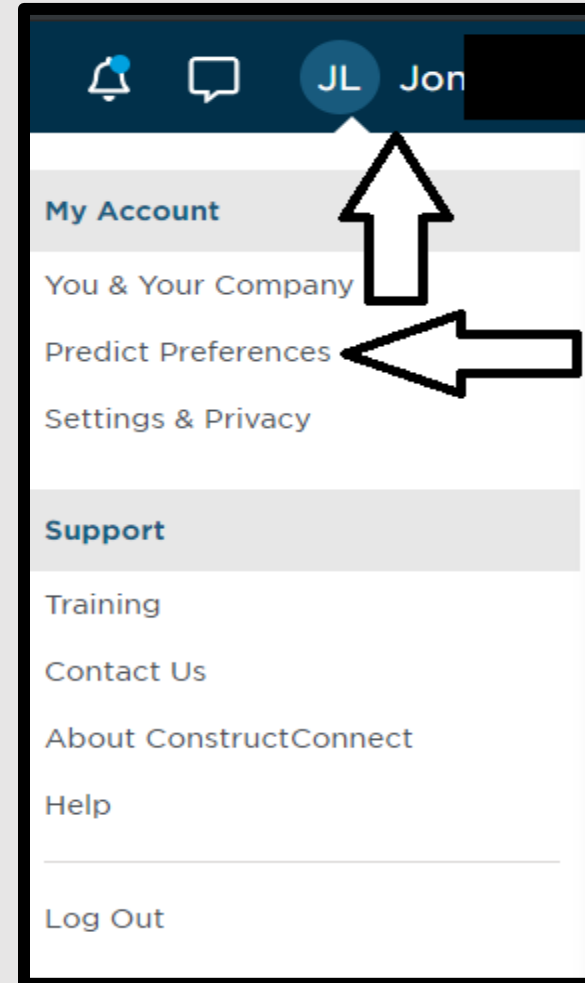 JL Jon
My Account
You & Your Company
Predict Preferences
Settings & Privacy
Support
Training
Contact Us
About ConstructConnect
Help
Log Out